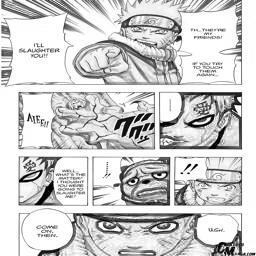 TH...THEY'RE
MY
FRIENDS!
IF YOU TRY
TO TOUCH
THEM
AGAIN...
I'LL
SLAUGHTER
YOU!!
WELL,
WHAT'S THE
MATTER? I
THOUGHT YOU
WERE GOING TO
SLAUGHTER
ME?
UGH.
COME
ON,
THEN.